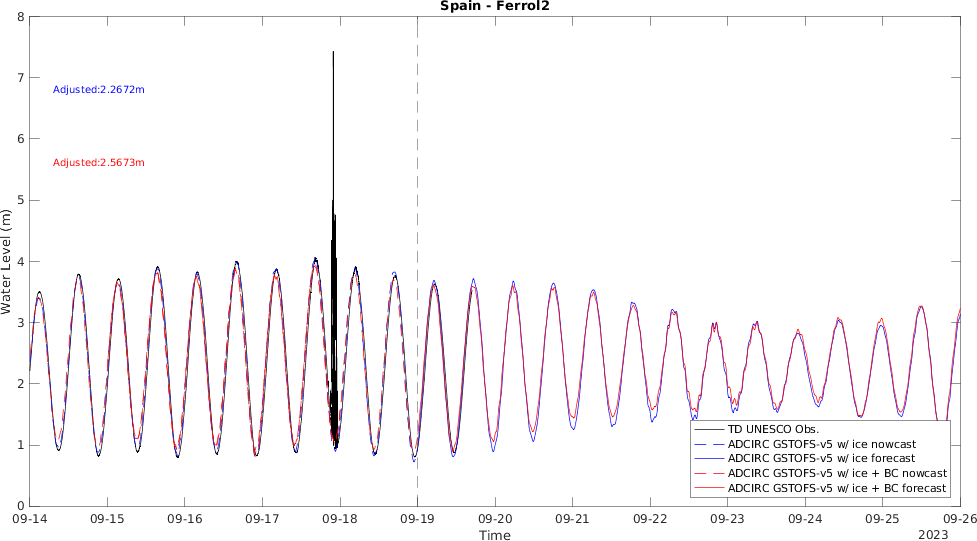 Spain - Ferrol2
8
7
6
5
4
3
2
1
0
Water Level (m)
Adjusted:2.2672m
Adjusted:2.5673m
TD UNESCO Obs.
ADCIRC GSTOFS-v5 w/ ice nowcast
ADCIRC GSTOFS-v5 w/ ice forecast
ADCIRC GSTOFS-v5 w/ ice + BC nowcast
ADCIRC GSTOFS-v5 w/ ice + BC forecast
09-14 09-15 09-16 09-17 09-18 09-19 09-20 09-21 09-22 09-23 09-24 09-25 09-26
Time
2023